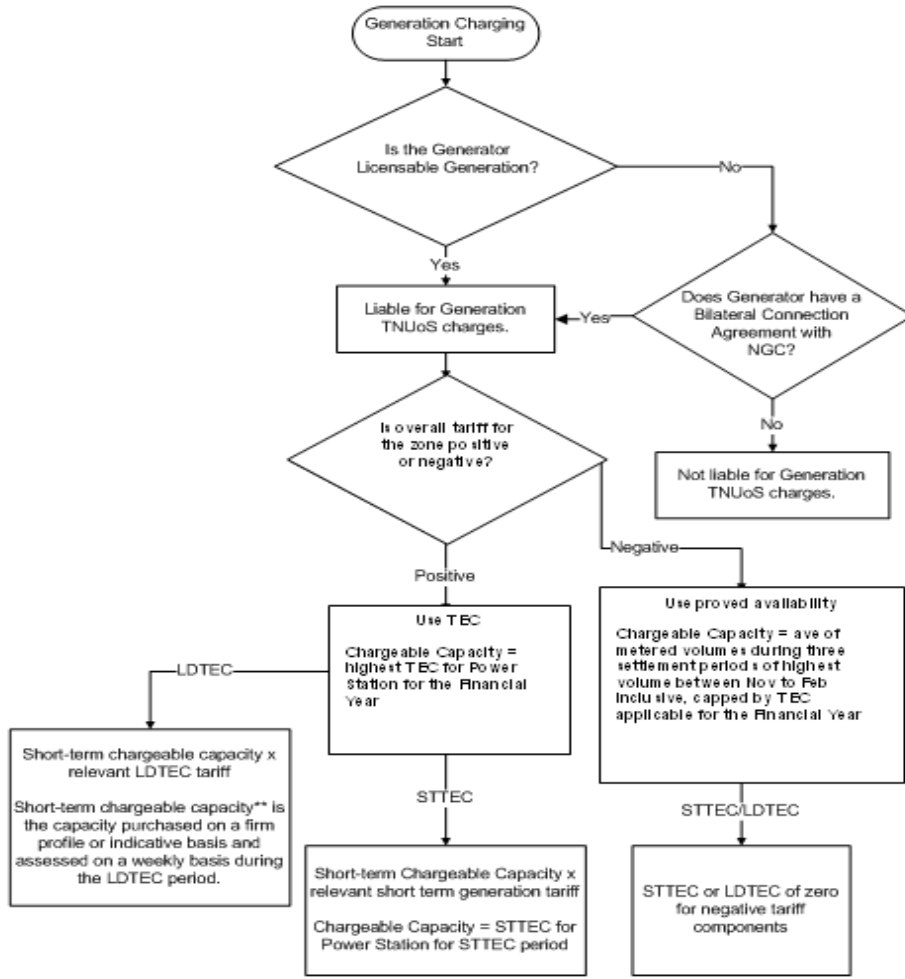 Generation Charging
Start
Is the Generator
Licensable Generation?
No
Yes
Does Generator have a
Bilateral Connection
Agreement with
NGC?
Liable for Generation
TNUoS charges.
Yes
No
Is overall tariff for
the zone positive
or negative?
Not liable for Generation
TNUoS charges.
Negative
Positive
Use TEC
Chargeable Capacity =
highest TEC for Power
Station for the Financial
Year
Use proved availability
Chargeable Capacity = ave of
metered volumes during three
settlement periods of highest
volume between Nov to Feb
Inclusive, capped by TEC
applicable for the Financial Year
LDTEC
Short-term chargeable capacity x
relevant LDTEC tariff
Short-term chargeable capacity** is
the capacity purchased on a firm
profile or indicative basis and
assessed on a weekly basis during
the LDTEC period.
STTEC
STTEC/LDTEC
Short-term Chargeable Capacity x
relevant short term generation tariff
Chargeable Capacity = STTEC for
Power Station for STTEC period
STTEC or LDTEC of zero
for negative tariff
components